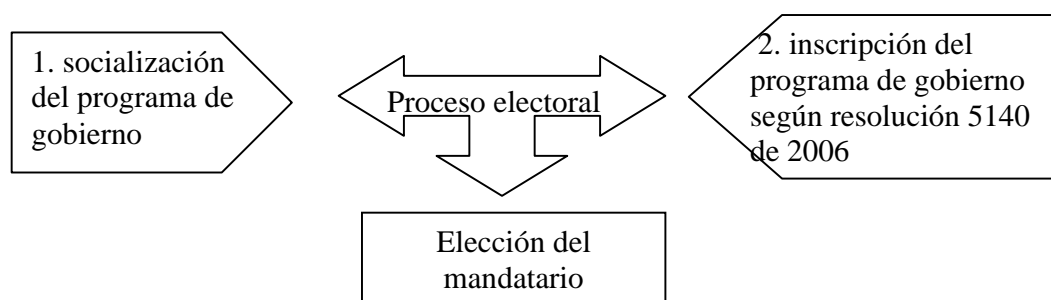 1. socialización
del programa de
gobierno
Proceso electoral
2. inscripción del
programa de gobierno
según resolución 5140
de 2006
Elección del
mandatario